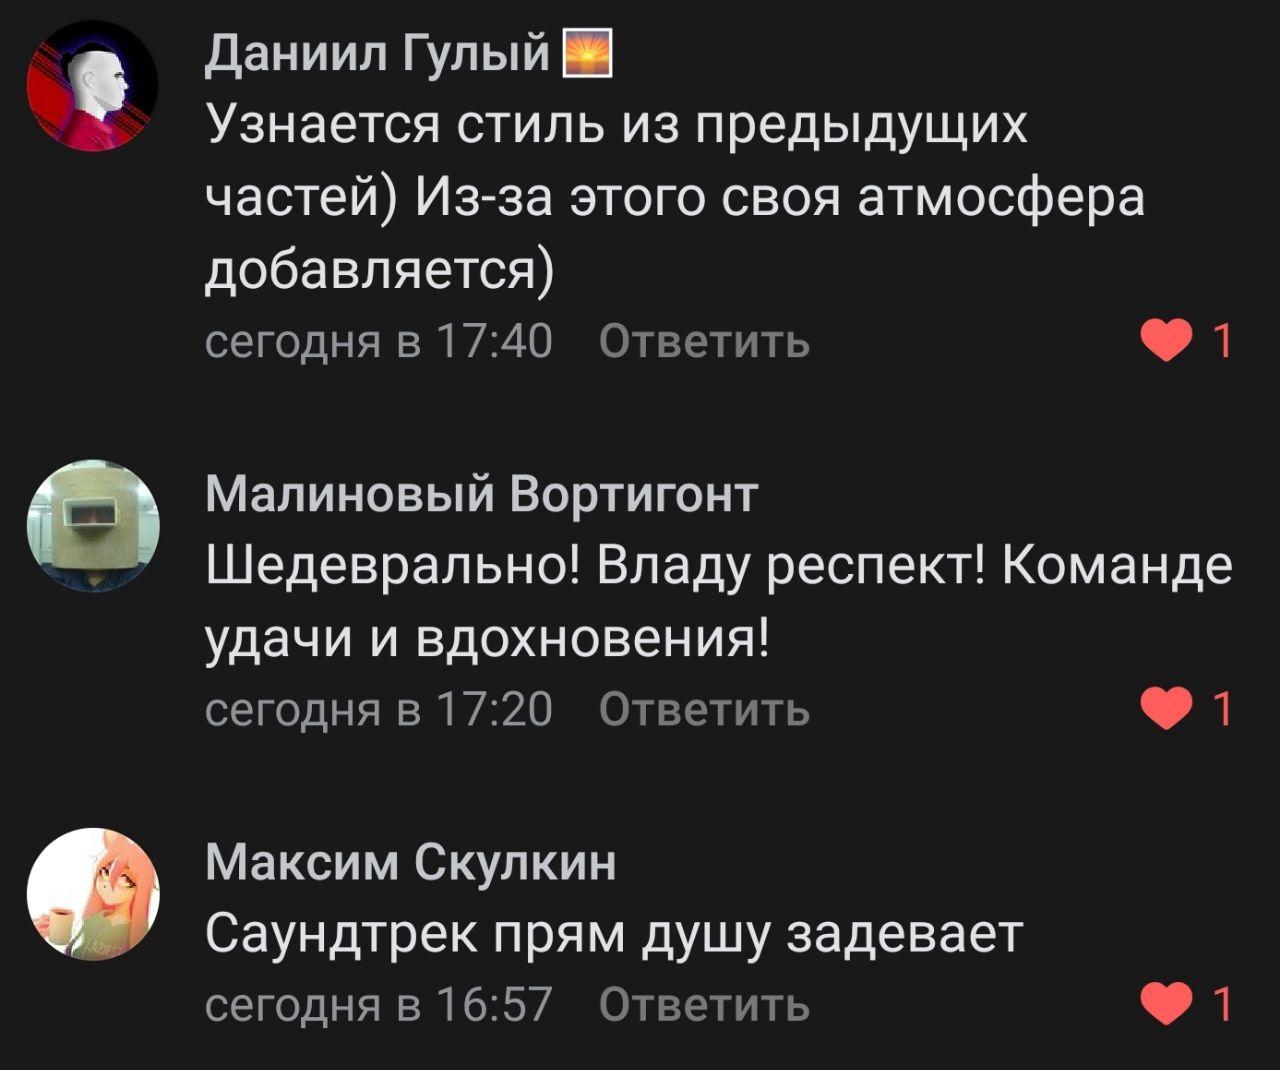 Даниил Гулый
Узнается стиль из предыдущих
частей) Из-за этого своя атмосфера
добавляется)
сегодня в 17:40 Ответить 1
Малиновый Вортигонт
Шедеврально! Владу респект! Команде
удачи и вдохновения!
сегодня в 17:20 Ответить 1
Максим Скулкин
Саундтрек прям душу задевает
сегодня в 16:57 Ответить 1